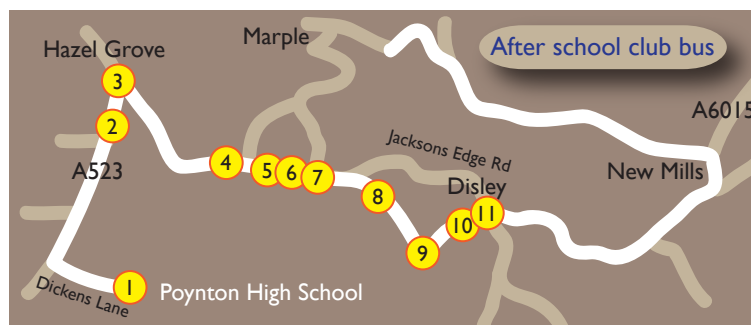 Marple
After school club bus
Hazel Grove
3
A6015
2
Jacksons Edge Rd
4
5
6
7
A523
New Mills
Disley
8
11
10
9
1
Poynton High School
Dickens Lane